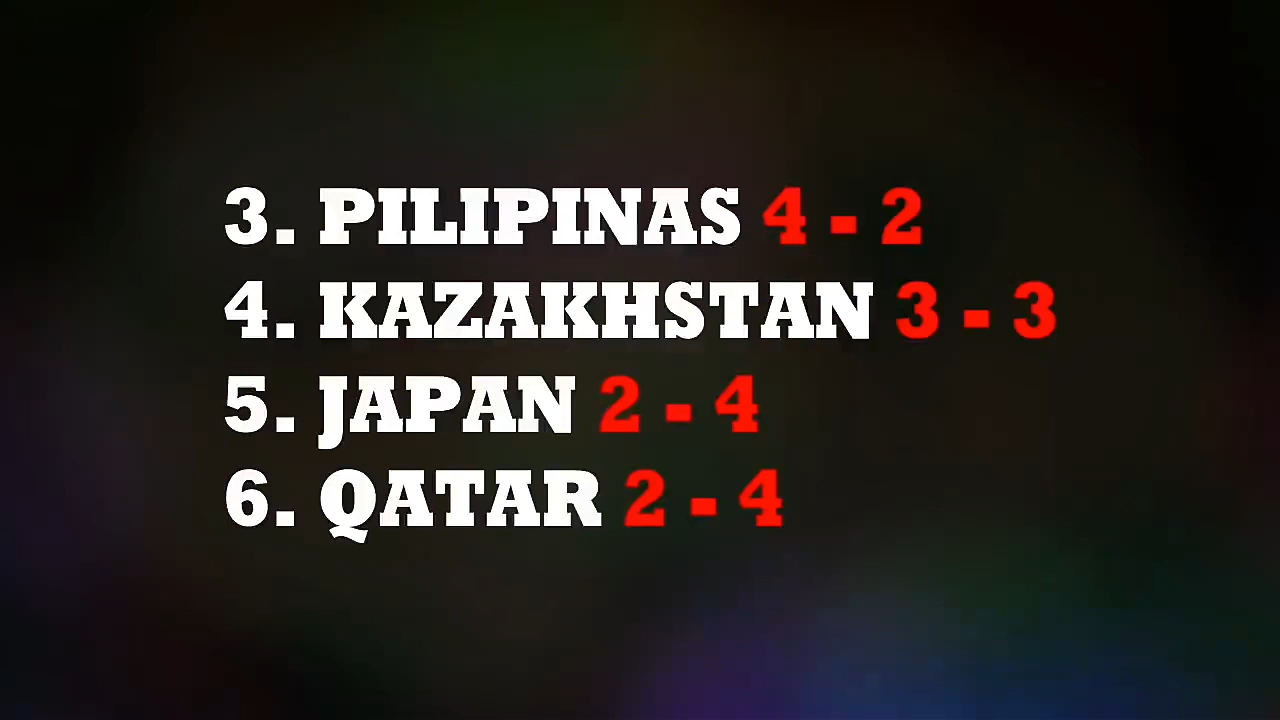 3. PILIPINAS 4 - 2
4. KAZAKHSTAN 3 - 3
5. JAPAN 2 - 4
6. QATAR 2 - 4